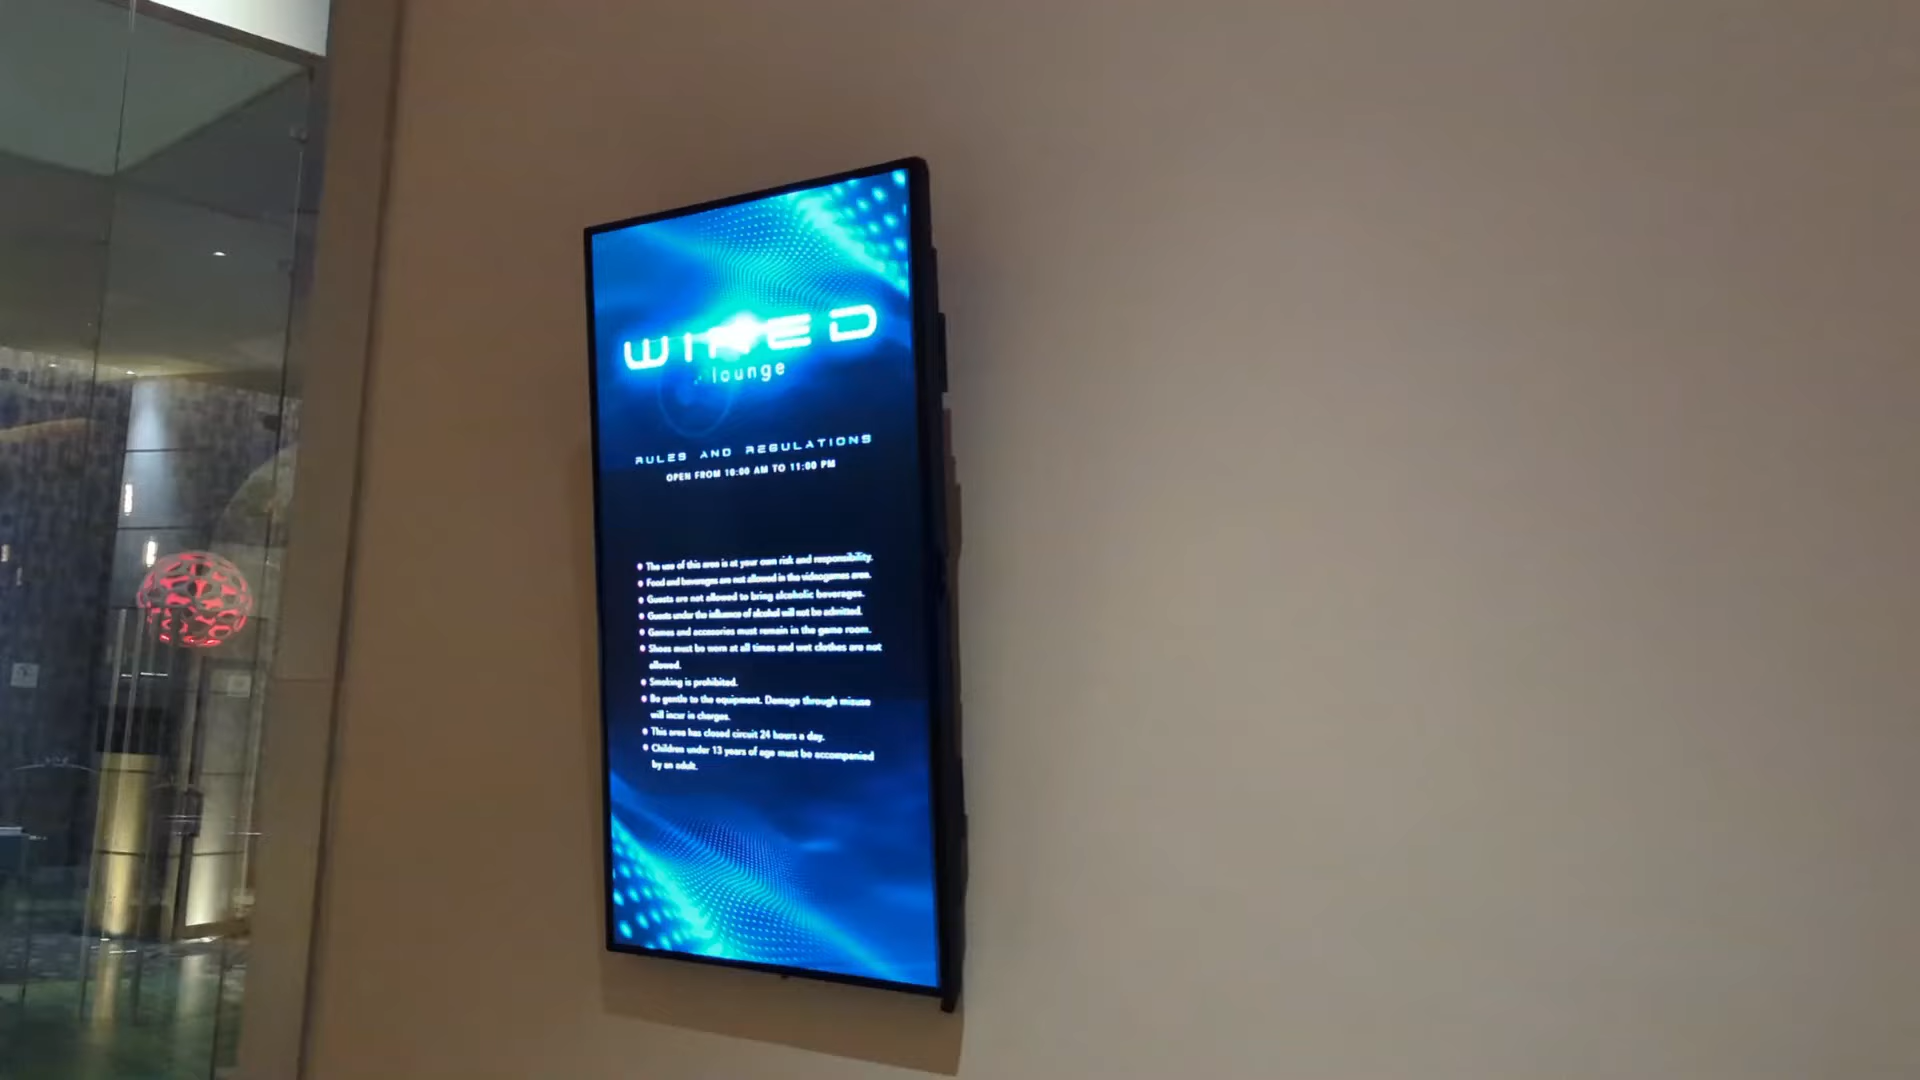 WIRED
lounge
RULES AND REGULATIONS
OPEN FROM 10:00 AM TO 11:00 PM
The use of this area is at your own risk and responsibility.
Food and beverages are not allowed in the videogames area.
Guests are not allowed to bring alcoholic beverages.
Guests under the influence of alcohol will not be admitted.
Games and accesories must remain in the game room.
Shoes must be worn at all times and wet clothes are not
allowed.
Smoking is prohibited.
Be gentle to the equipment. Damage through misuse
will incur in charges.
This area has closed circuit 24 hours a day.
Children under 13 years of age must be accompanied
by an adult.